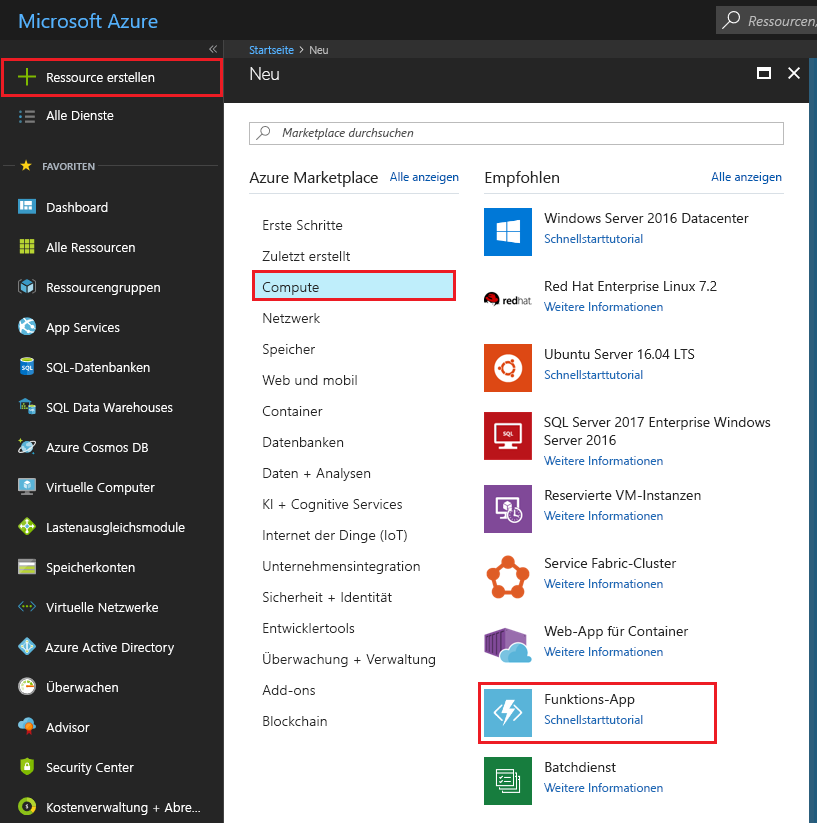 Microsoft Azure
Ressourcen,
Startseite > Neu
Neu
Ressource erstellen
Alle Dienste
FAVORITEN
Dashboard
Alle Ressourcen
Ressourcengruppen
App Services
SQL-Datenbanken
SQL Data Warehouses
Azure Cosmos DB
Virtuelle Computer
Lastenausgleichsmodule
Speicherkonten
Virtuelle Netzwerke
Azure Active Directory
Überwachen
Advisor
Security Center
Kostenverwaltung + Abre...
Marketplace durchsuchen
Azure Marketplace
Alle anzeigen
Erste Schritte
Zuletzt erstellt
Compute
Netzwerk
Speicher
Web und mobil
Container
Datenbanken
Daten + Analysen
KI + Cognitive Services
Internet der Dinge (IoT)
Unternehmensintegration
Sicherheit + Identität
Entwicklertools
Überwachung + Verwaltung
Add-ons
Blockchain
Empfohlen
Alle anzeigen
Windows Server 2016 Datacenter
Schnellstarttutorial
redhat
Red Hat Enterprise Linux 7.2
Weitere Informationen
Ubuntu Server 16.04 LTS
Schnellstarttutorial
SQL
SQL Server 2017 Enterprise Windows
Server 2016
Weitere Informationen
Reservierte VM-Instanzen
Weitere Informationen
Service Fabric-Cluster
Weitere Informationen
Web-App für Container
Weitere Informationen
Funktions-App
Schnellstarttutorial
Batchdienst
Weitere Informationen